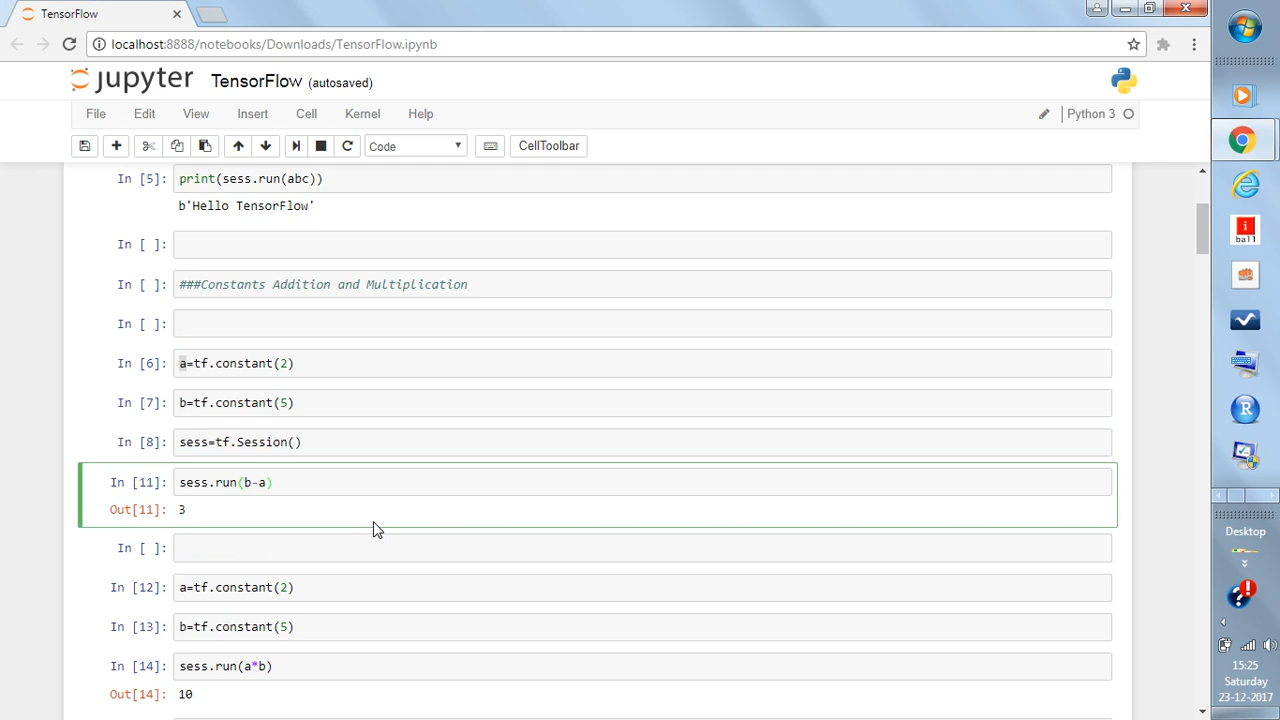 TensorFlow
localhost:8888/notebooks/Downloads/TensorFlow.ipynb
jupyter TensorFlow (autosaved)
File Edit View Insert Cell Kernel Help Python 3
Code CellToolbar
In [5]: print(sess.run(abc))
b'Hello TensorFlow'
In [ ]:
In [ ]: ###Constants Addition and Multiplication
In [ ]:
In [6]: a=tf.constant(2)
In [7]: b=tf.constant(5)
In [8]: sess=tf.Session()
In [11]: sess.run(b-a)
Out[11]: 3
In [ ]:
In [12]: a=tf.constant(2)
In [13]: b=tf.constant(5)
In [14]: sess.run(a*b)
Out[14]: 10
i
ball
R
Desktop
15:25
Saturday
23-12-2017